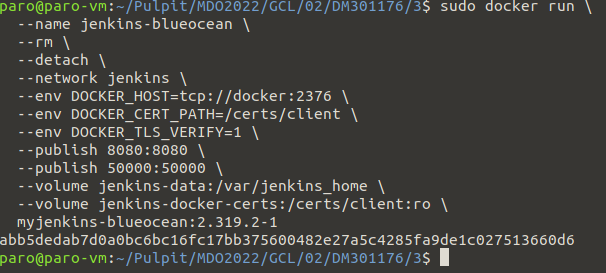 paro@paro-vm:~/Pulpit/MDO2022/GCL/02/DM301176/3$ sudo docker run \
--name jenkins-blueocean \
--rm \
--detach \
--network jenkins \
--env DOCKER_HOST=tcp://docker:2376 \
--env DOCKER_CERT_PATH=/certs/client \
--env DOCKER_TLS_VERIFY=1 \
--publish 8080:8080 \
--publish 50000:50000 \
--volume jenkins-data:/var/jenkins_home \
--volume jenkins-docker-certs:/certs/client:ro \
myjenkins-blueocean:2.319.2-1
abb5dedab7d0a0bc6bc16fc17bb375600482e27a5c4285fa9de1c027513660d6
paro@paro-vm:~/Pulpit/MDO2022/GCL/02/DM301176/3$